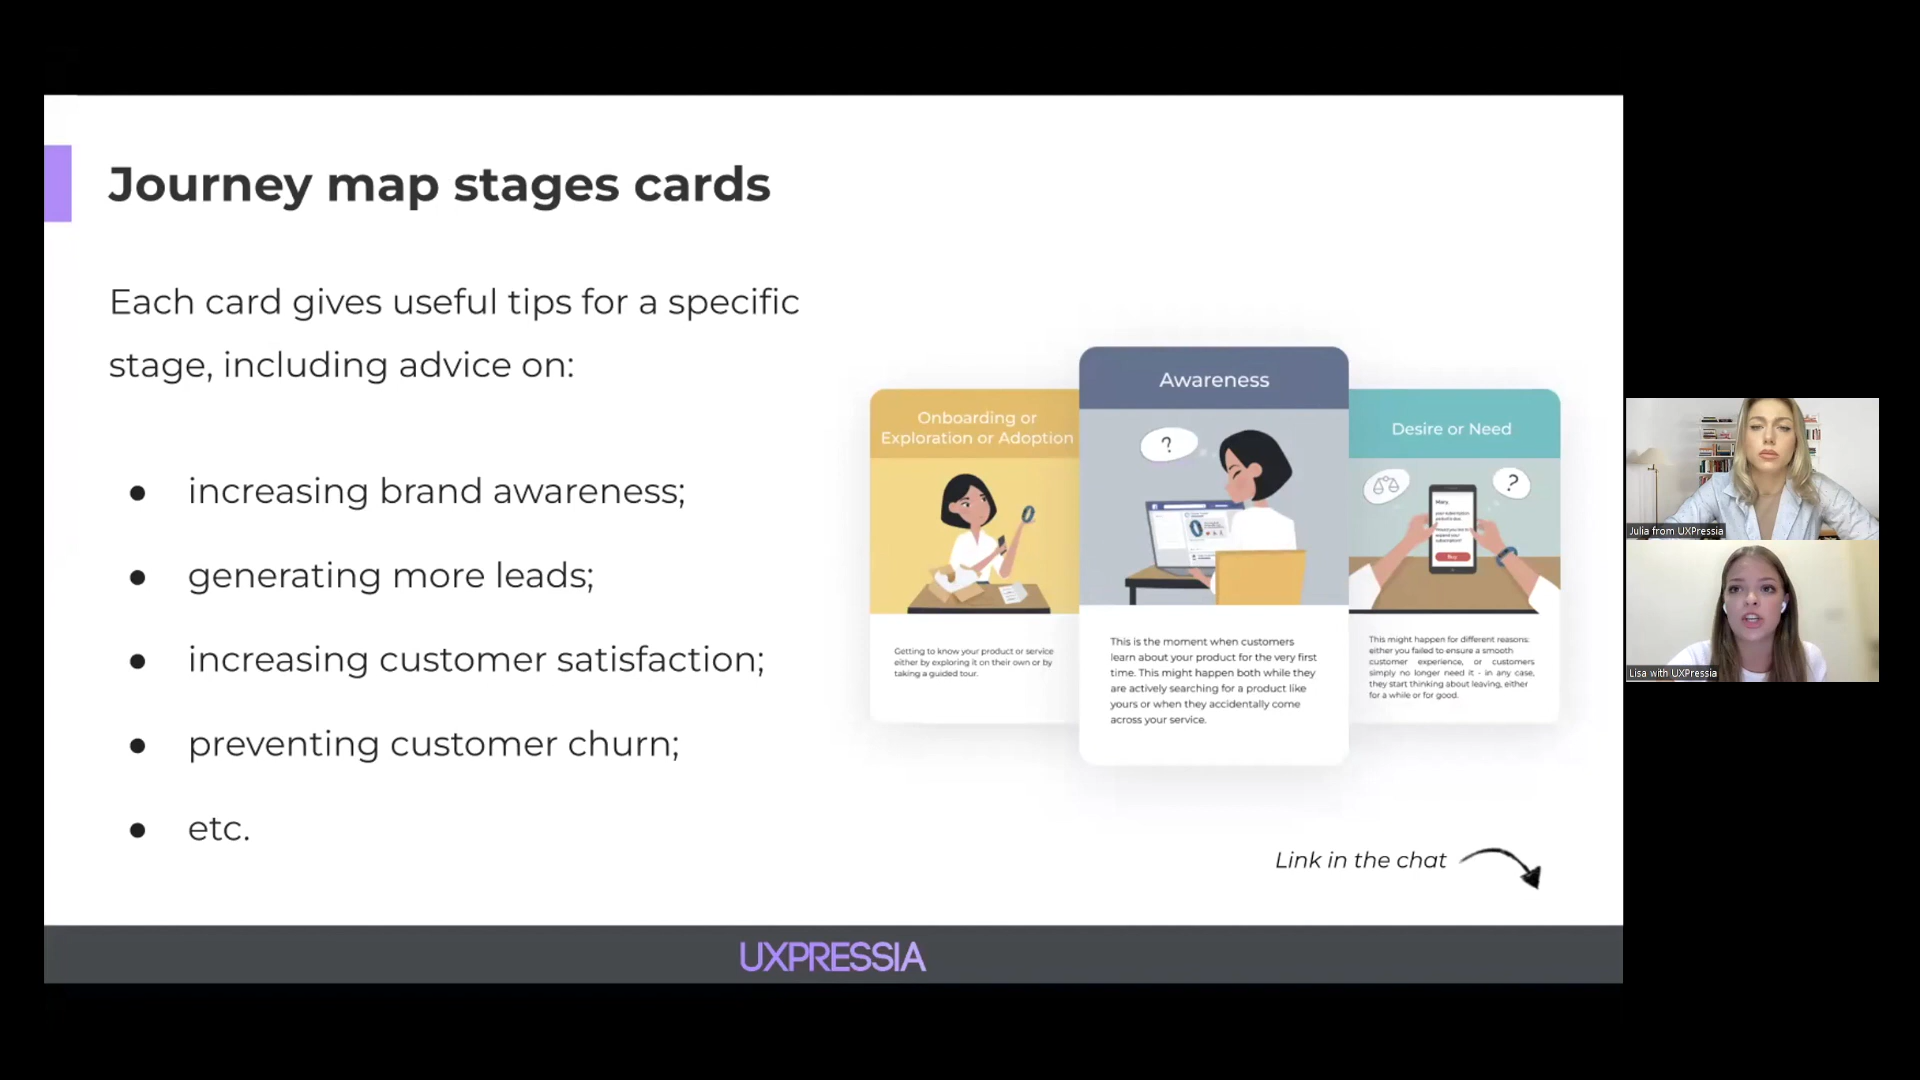 Journey map stages cards
Each card gives useful tips for a specific
stage, including advice on:
● increasing brand awareness;
● generating more leads;
● increasing customer satisfaction;
● preventing customer churn;
● etc.
Onboarding or
Exploration or Adoption
Getting to know your product or service
either by exploring it on their own or by
taking a guided tour.
Awareness
?
This is the moment when customers
learn about your product for the very first
time. This might happen both while they
are actively searching for a product like
yours or when they accidentally come
across your service.
Desire or Need
?
Mary,
your subscription
Buy
This might happen for different reasons:
either you failed to ensure a smooth
customer experience, or customers
simply no longer need it - in any case,
they start thinking about leaving, either
for a while or for good.
Link in the chat
UXPRESSIA
Julia from UXPressia
Lisa with UXPressia